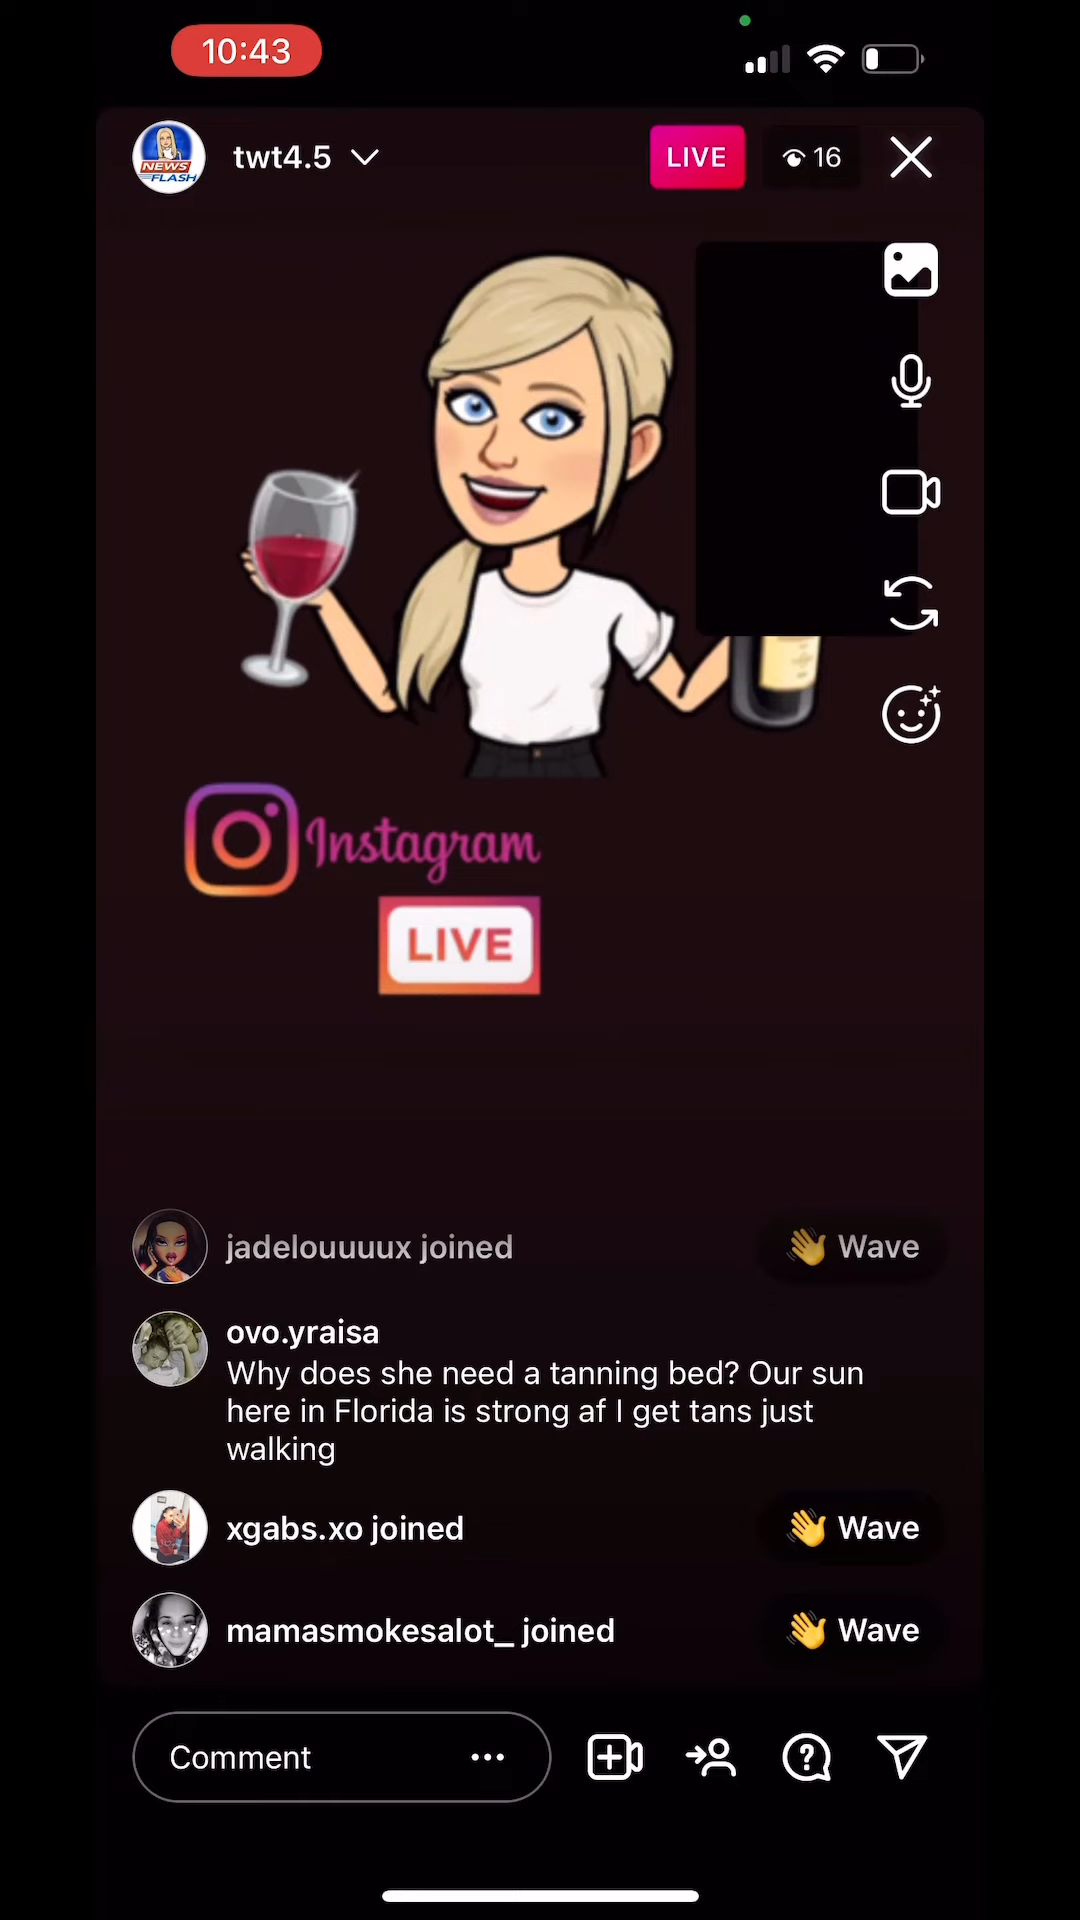 10:43
NEWS
FLASH
twt4.5
LIVE
16
Instagram
LIVE
jadelouuuux joined
👋 Wave
ovo.yraisa
Why does she need a tanning bed? Our sun
here in Florida is strong af I get tans just
walking
xgabs.xo joined
👋 Wave
mamasmokesalot_ joined
👋 Wave
Comment